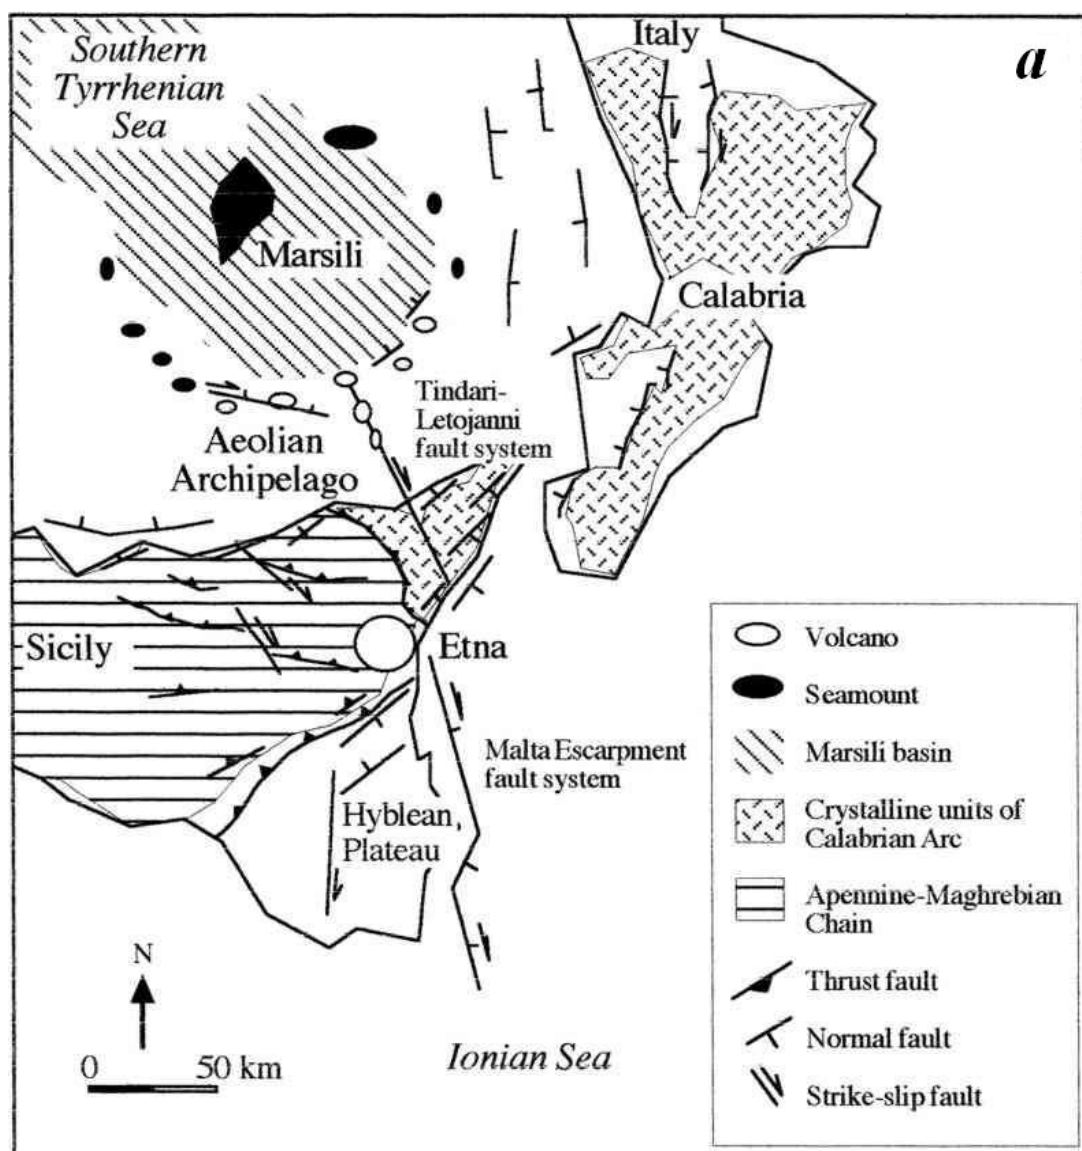 Italy
a
Southern
Tyrrhenian
Sea
Marsili
Calabria
Tindari-
Letojanni
fault system
Aeolian
Archipelago
Sicily
Etna
Malta Escarpment
fault system
Hyblean
Plateau
N
0 50 km
Ionian Sea
Volcano
Seamount
Marsili basin
Crystalline units of
Calabrian Arc
Apennine-Maghrebian
Chain
Thrust fault
Normal fault
Strike-slip fault